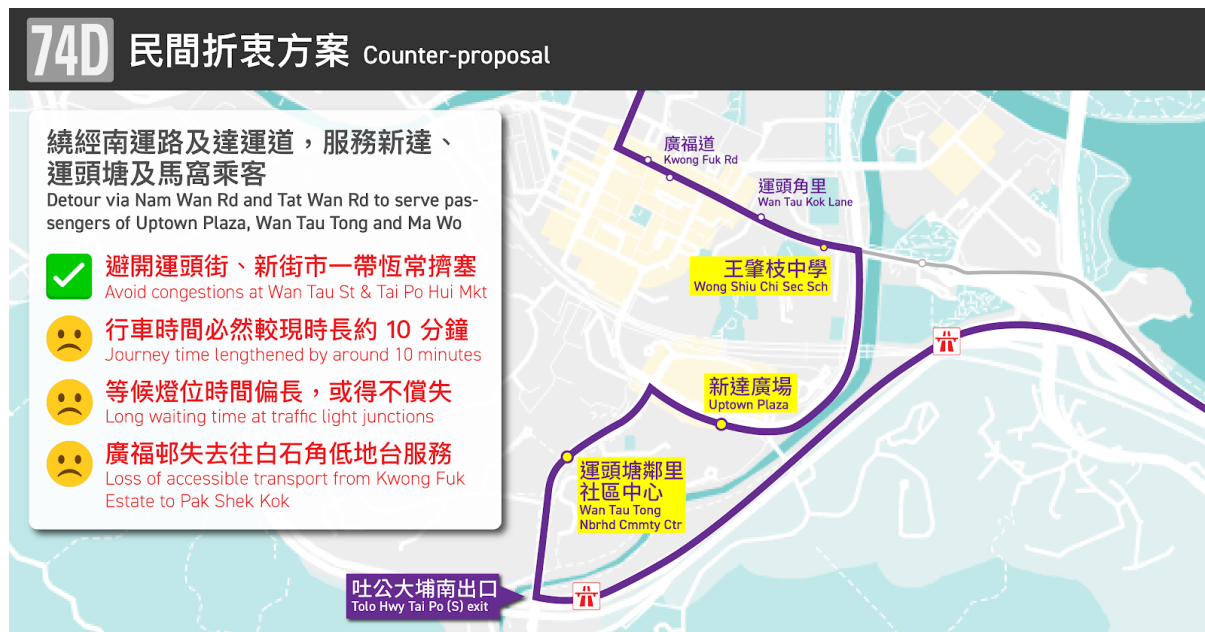 74D 民間折衷方案 Counter-proposal
繞經南運路及達運道，服務新達、
運頭塘及馬窩乘客
Detour via Nam Wan Rd and Tat Wan Rd to serve pas-
sengers of Uptown Plaza, Wan Tau Tong and Ma Wo
避開運頭街、新街市一帶恆常擠塞
Avoid congestions at Wan Tau St & Tai Po Hui Mkt
行車時間必然較現時長約 10 分鐘
Journey time lengthened by around 10 minutes
等候燈位時間偏長，或得不償失
Long waiting time at traffic light junctions
廣福邨失去往白石角低地台服務
Loss of accessible transport from Kwong Fuk
Estate to Pak Shek Kok
廣福道
Kwong Fuk Rd
運頭角里
Wan Tau Kok Lane
王肇枝中學
Wong Shiu Chi Sec Sch
新達廣場
Uptown Plaza
運頭塘鄰里
社區中心
Wan Tau Tong
Nbrhd Cmmty Ctr
吐公大埔南出口
Tolo Hwy Tai Po (S) exit